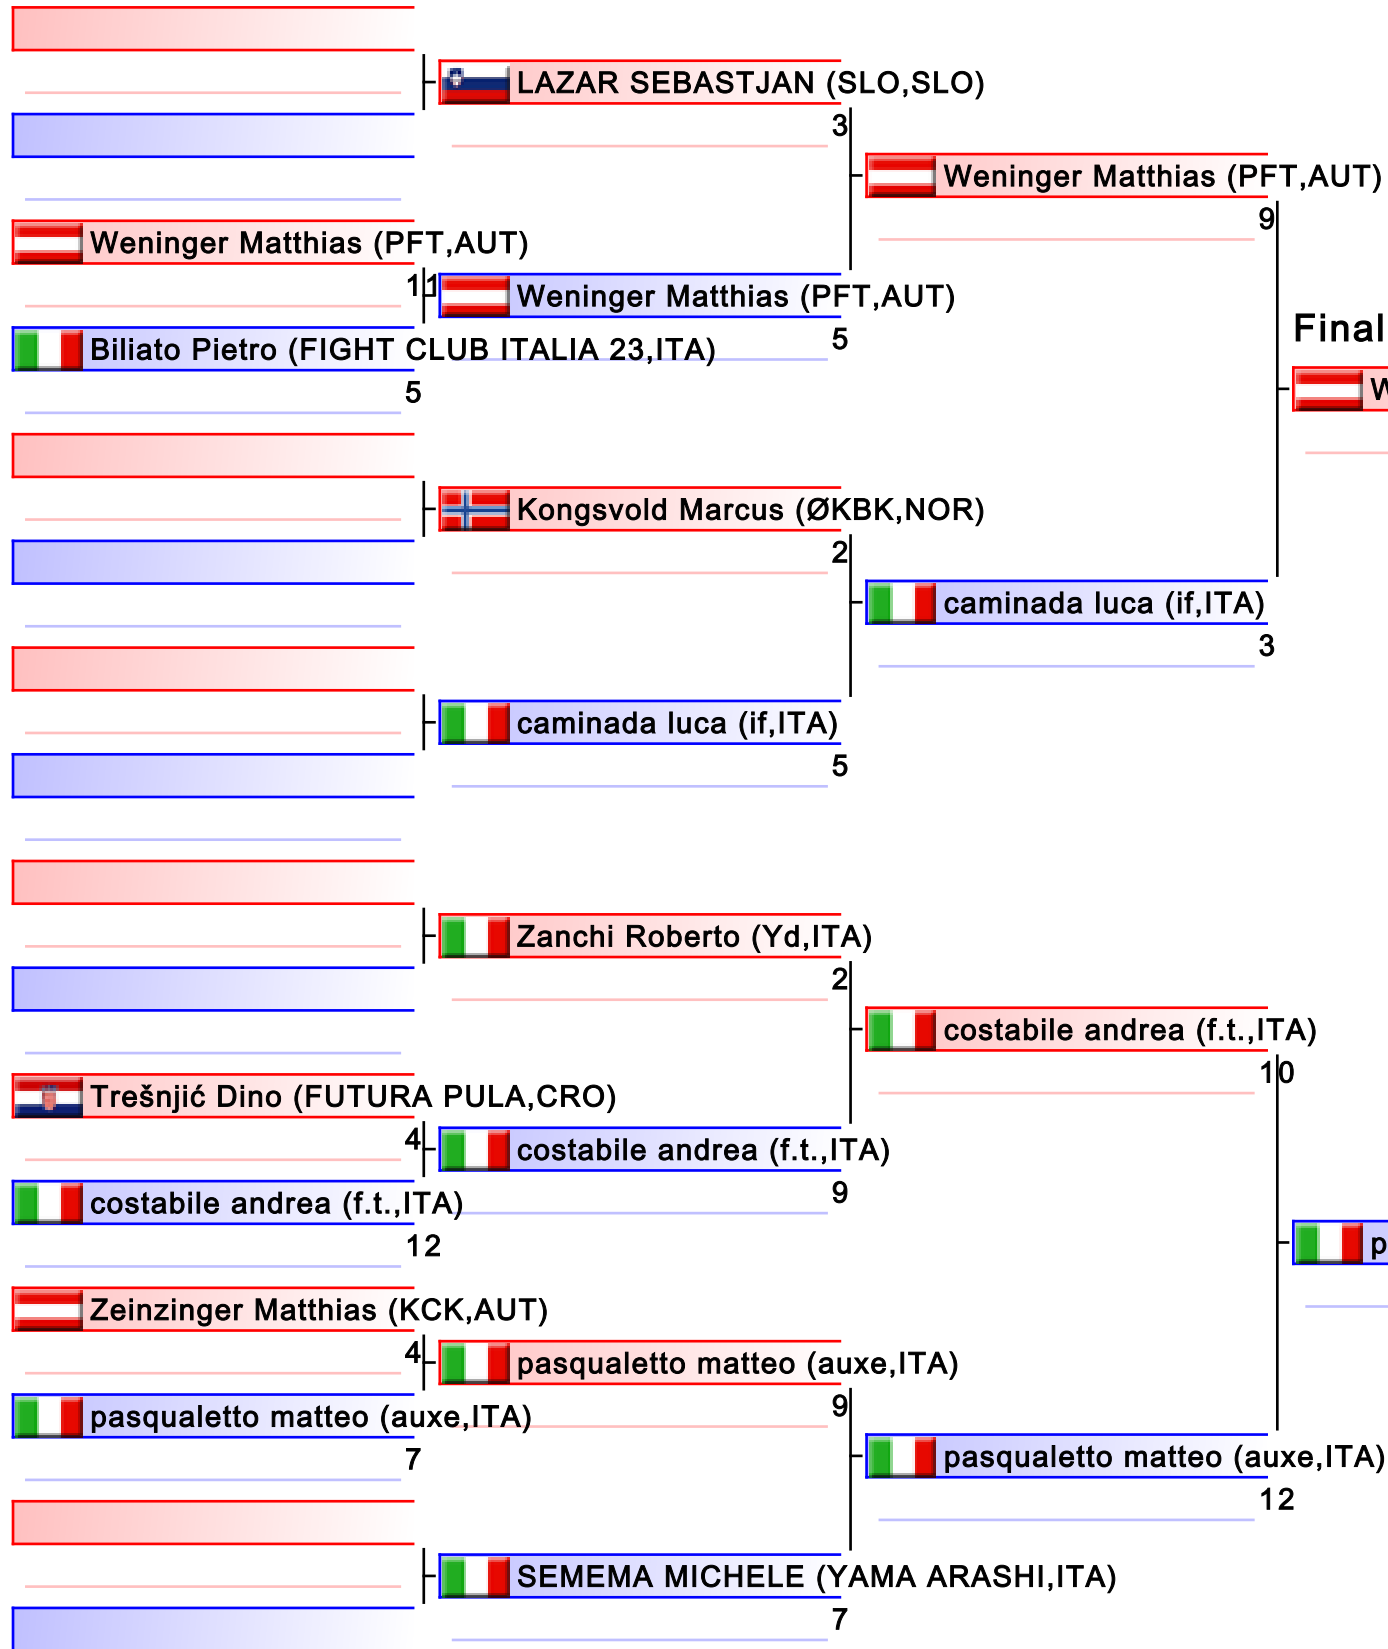 LAZAR SEBASTJAN (SLO,SLO)
3
Weninger Matthias (PFT,AUT)
9
Weninger Matthias (PFT,AUT)
11
Weninger Matthias (PFT,AUT)
5
Biliato Pietro (FIGHT CLUB ITALIA 23,ITA)
5
Final
W
Kongsvold Marcus (ØKBK,NOR)
2
caminada luca (if,ITA)
3
caminada luca (if,ITA)
5
Zanchi Roberto (Yd,ITA)
2
costabile andrea (f.t.,ITA)
10
Trešnjić Dino (FUTURA PULA,CRO)
4
costabile andrea (f.t.,ITA)
9
costabile andrea (f.t.,ITA)
12
p
Zeinzinger Matthias (KCK,AUT)
4
pasqualetto matteo (auxe,ITA)
9
pasqualetto matteo (auxe,ITA)
7
pasqualetto matteo (auxe,ITA)
12
SEMEMA MICHELE (YAMA ARASHI,ITA)
7